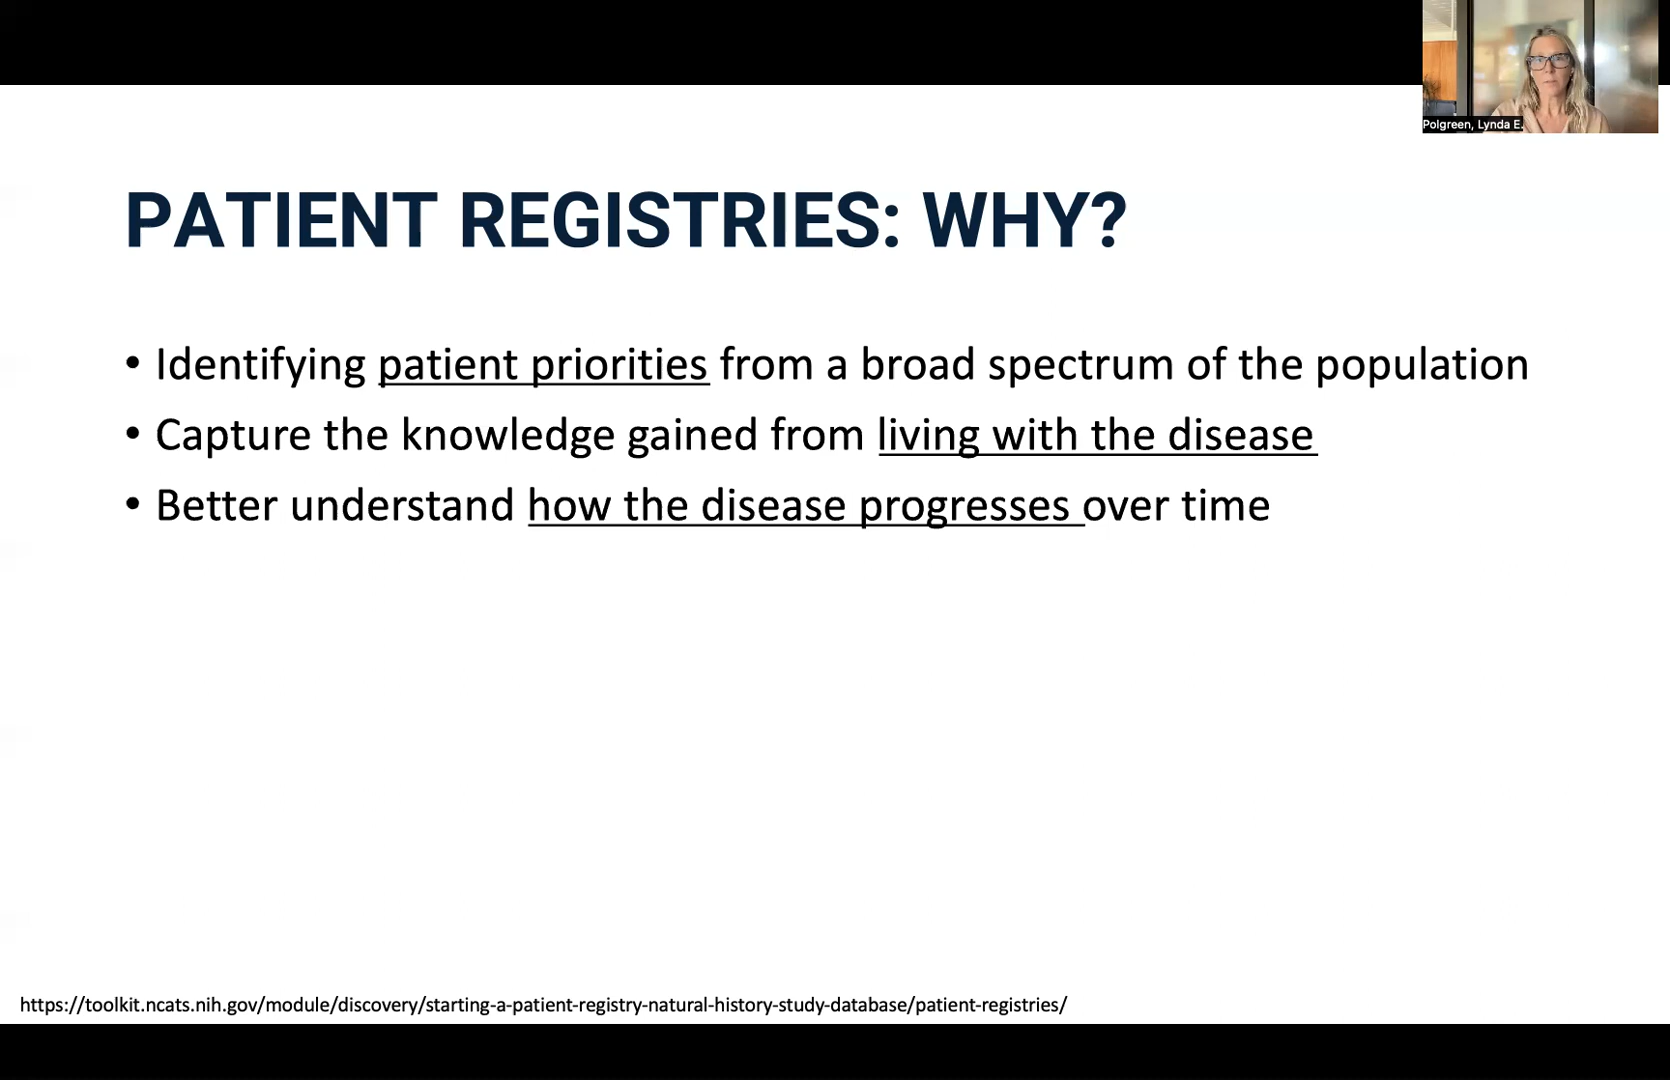 Polgreen, Lynda E.
PATIENT REGISTRIES: WHY?
• Identifying patient priorities from a broad spectrum of the population
• Capture the knowledge gained from living with the disease
• Better understand how the disease progresses over time
https://toolkit.ncats.nih.gov/module/discovery/starting-a-patient-registry-natural-history-study-database/patient-registries/